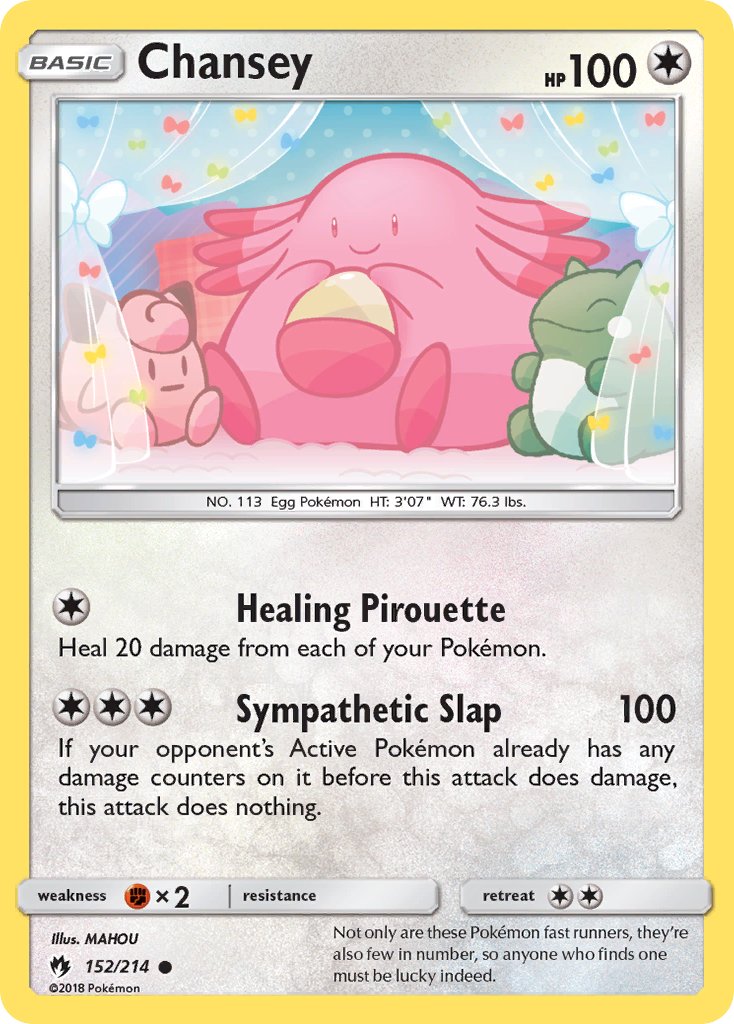 BASIC Chansey HP 100
NO. 113 Egg Pokémon HT: 3'07" WT: 76.3 lbs.
Healing Pirouette
Heal 20 damage from each of your Pokémon.
Sympathetic Slap 100
If your opponent's Active Pokémon already has any
damage counters on it before this attack does damage,
this attack does nothing.
weakness ×2 resistance retreat
Illus. MAHOU
152/214
©2018 Pokémon
Not only are these Pokémon fast runners, they're
also few in number, so anyone who finds one
must be lucky indeed.